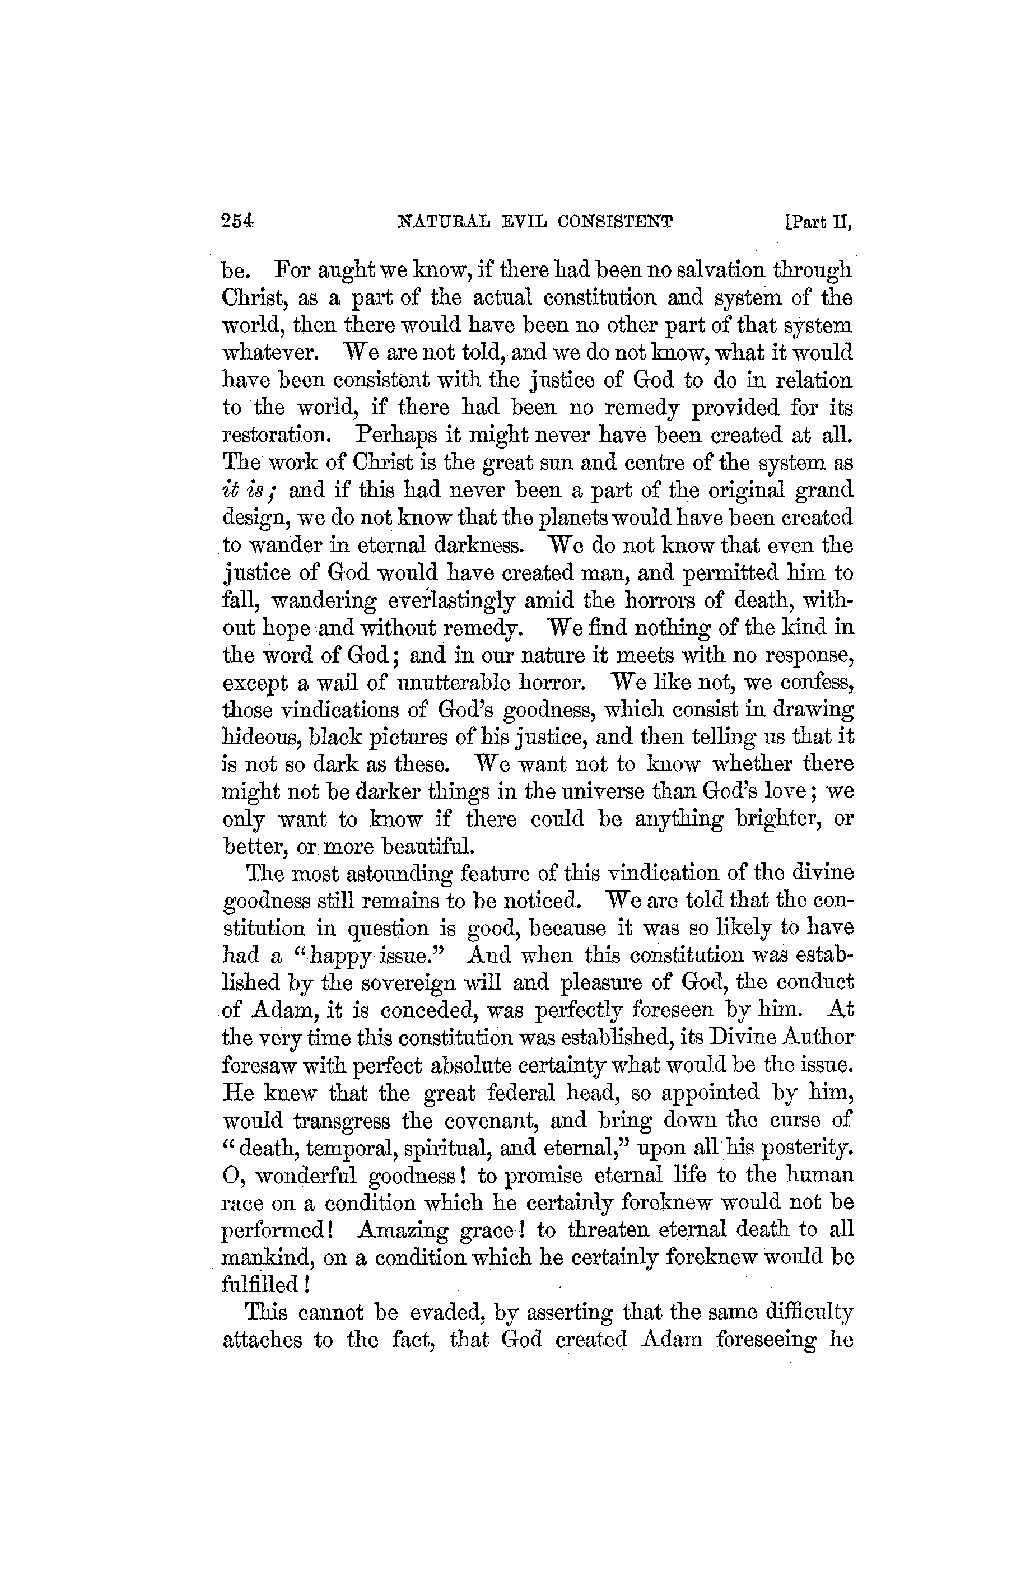 254 NATURAL EVIL CONSISTENT [Part II,
be. For aught we know, if there had been no salvation through
Christ, as a part of the actual constitution and system of the
world, then there would have been no other part of that system
whatever. We are not told, and we do not know, what it would
have been consistent with the justice of God to do in relation
to the world, if there had been no remedy provided for its
restoration. Perhaps it might never have been created at all.
The work of Christ is the great sun and centre of the system as
it is; and if this had never been a part of the original grand
design, we do not know that the planets would have been created
to wander in eternal darkness. We do not know that even the
justice of God would have created man, and permitted him to
fall, wandering everlastingly amid the horrors of death, with-
out hope and without remedy. We find nothing of the kind in
the word of God; and in our nature it meets with no response,
except a wail of unutterable horror. We like not, we confess,
those vindications of God's goodness, which consist in drawing
hideous, black pictures of his justice, and then telling us that it
is not so dark as these. We want not to know whether there
might not be darker things in the universe than God's love; we
only want to know if there could be anything brighter, or
better, or more beautiful.
The most astounding feature of this vindication of the divine
goodness still remains to be noticed. We are told that the con-
stitution in question is good, because it was so likely to have
had a "happy issue." And when this constitution was estab-
lished by the sovereign will and pleasure of God, the conduct
of Adam, it is conceded, was perfectly foreseen by him. At
the very time this constitution was established, its Divine Author
foresaw with perfect absolute certainty what would be the issue.
He knew that the great federal head, so appointed by him,
would transgress the covenant, and bring down the curse of
"death, temporal, spiritual, and eternal," upon all his posterity.
O, wonderful goodness! to promise eternal life to the human
race on a condition which he certainly foreknew would not be
performed! Amazing grace! to threaten eternal death to all
mankind, on a condition which he certainly foreknew would be
fulfilled!
This cannot be evaded, by asserting that the same difficulty
attaches to the fact, that God created Adam foreseeing he